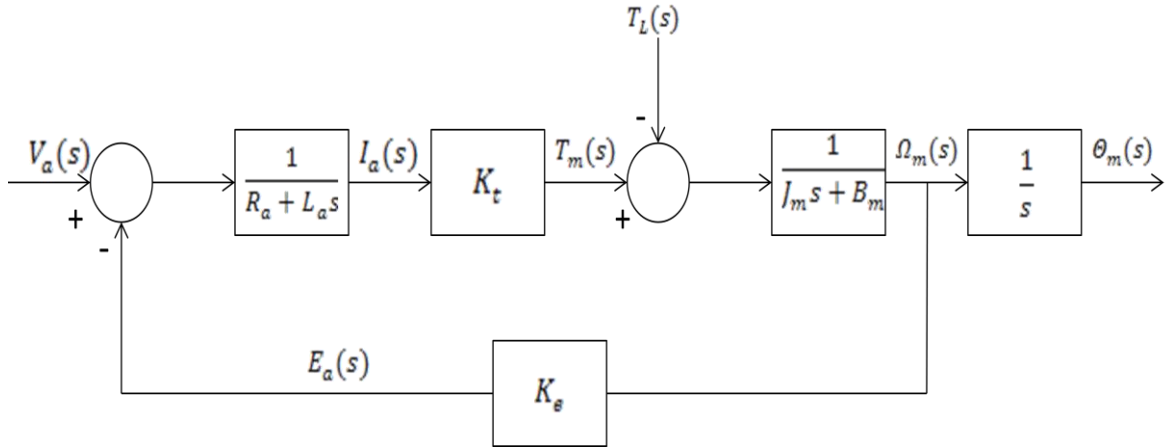 T_L(s)
-
V_a(s)
+
-
1
R_a + L_a s
I_a(s)
K_t
T_m(s)
+
1
J_m s + B_m
Ω_m(s)
1
s
Θ_m(s)
E_a(s)
K_e